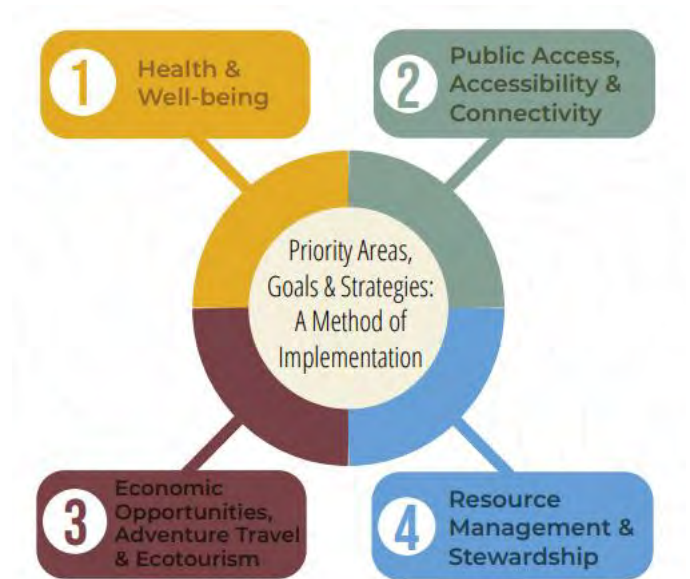 1
Health &
Well-being
2
Public Access,
Accessibility &
Connectivity
Priority Areas,
Goals & Strategies:
A Method of
Implementation
3
Economic
Opportunities,
Adventure Travel
& Ecotourism
4
Resource
Management &
Stewardship